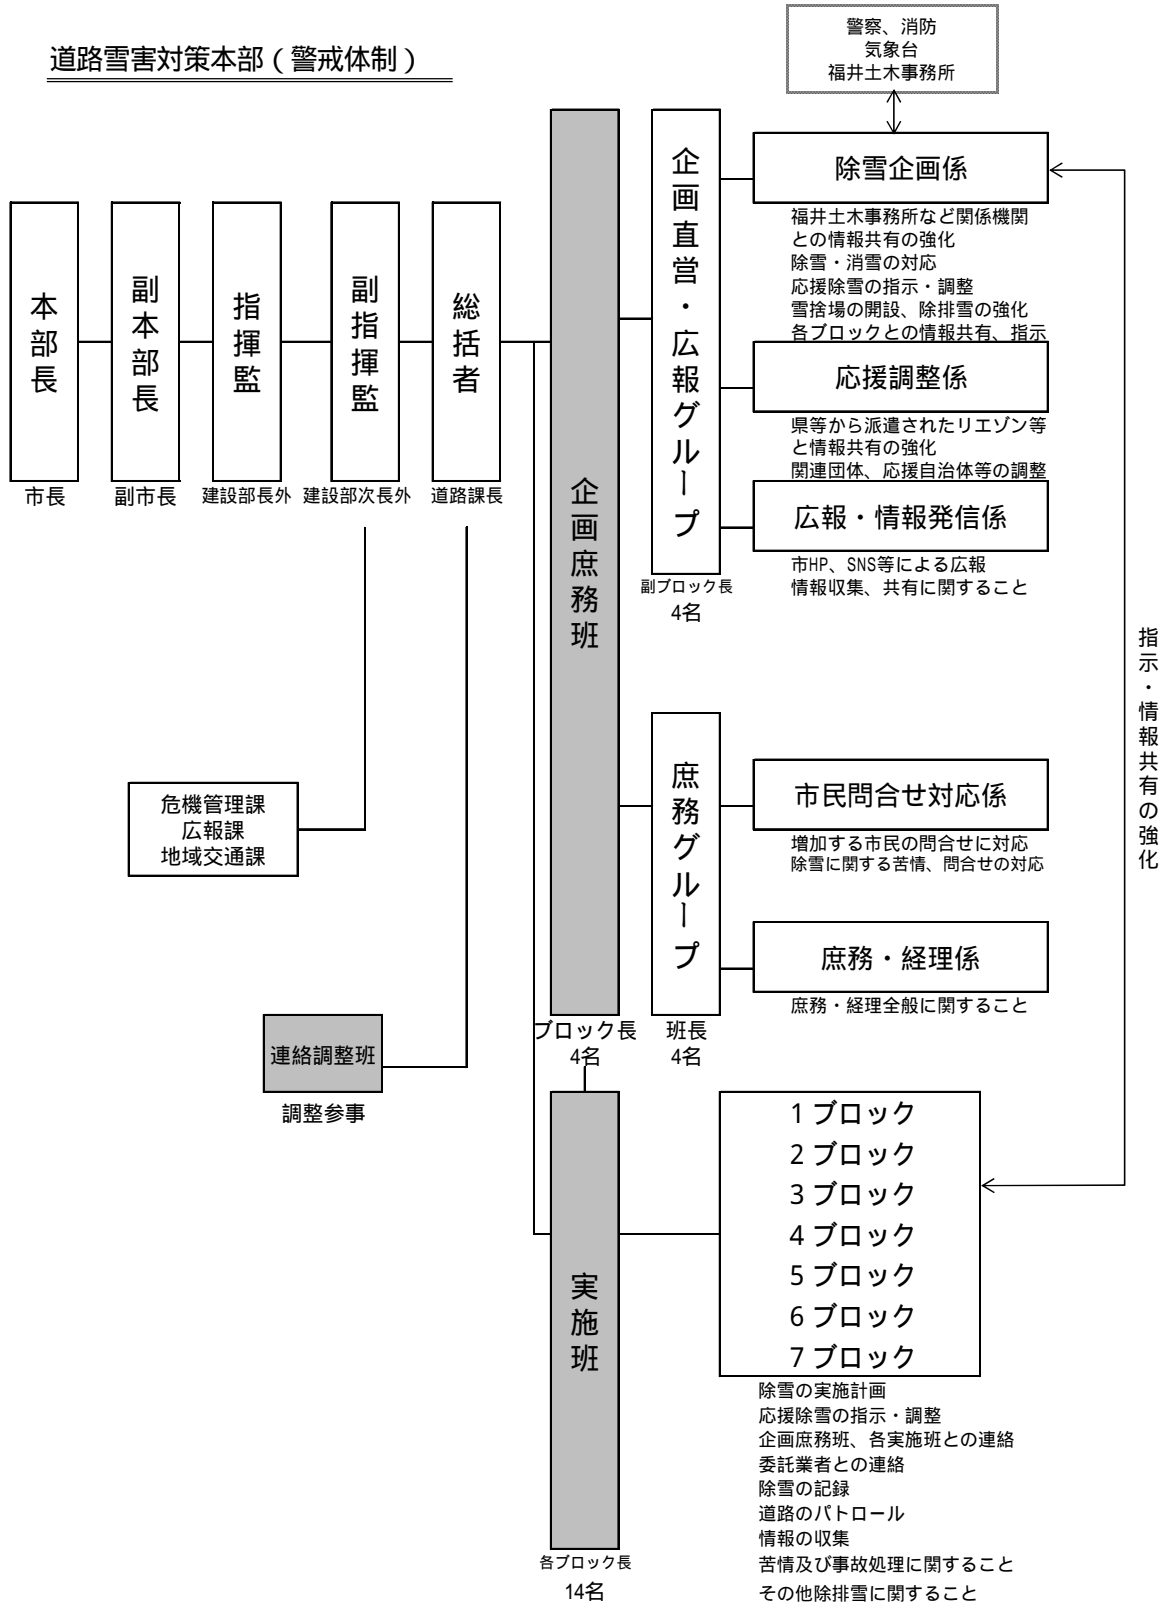 道路雪害対策本部（警戒体制）
警察、消防
気象台
福井土木事務所
本部長
市長
副本部長
副市長
指揮監
建設部長外
副指揮監
建設部次長外
総括者
道路課長
危機管理課
広報課
地域交通課
連絡調整班
調整参事
企画庶務班
ブロック長
4名
企画直営・広報グループ
副ブロック長
4名
除雪企画係
福井土木事務所など関係機関
との情報共有の強化
除雪・消雪の対応
応援除雪の指示・調整
雪捨場の開設、除排雪の強化
各ブロックとの情報共有、指示
応援調整係
県等から派遣されたリエゾン等
と情報共有の強化
関連団体、応援自治体等の調整
広報・情報発信係
市HP、SNS等による広報
情報収集、共有に関すること
庶務グループ
班長
4名
市民問合せ対応係
増加する市民の問合せに対応
除雪に関する苦情、問合せの対応
庶務・経理係
庶務・経理全般に関すること
指示・情報共有の強化
実施班
各ブロック長
14名
1 ブロック
2 ブロック
3 ブロック
4 ブロック
5 ブロック
6 ブロック
7 ブロック
除雪の実施計画
応援除雪の指示・調整
企画庶務班、各実施班との連絡
委託業者との連絡
除雪の記録
道路のパトロール
情報の収集
苦情及び事故処理に関すること
その他除排雪に関すること